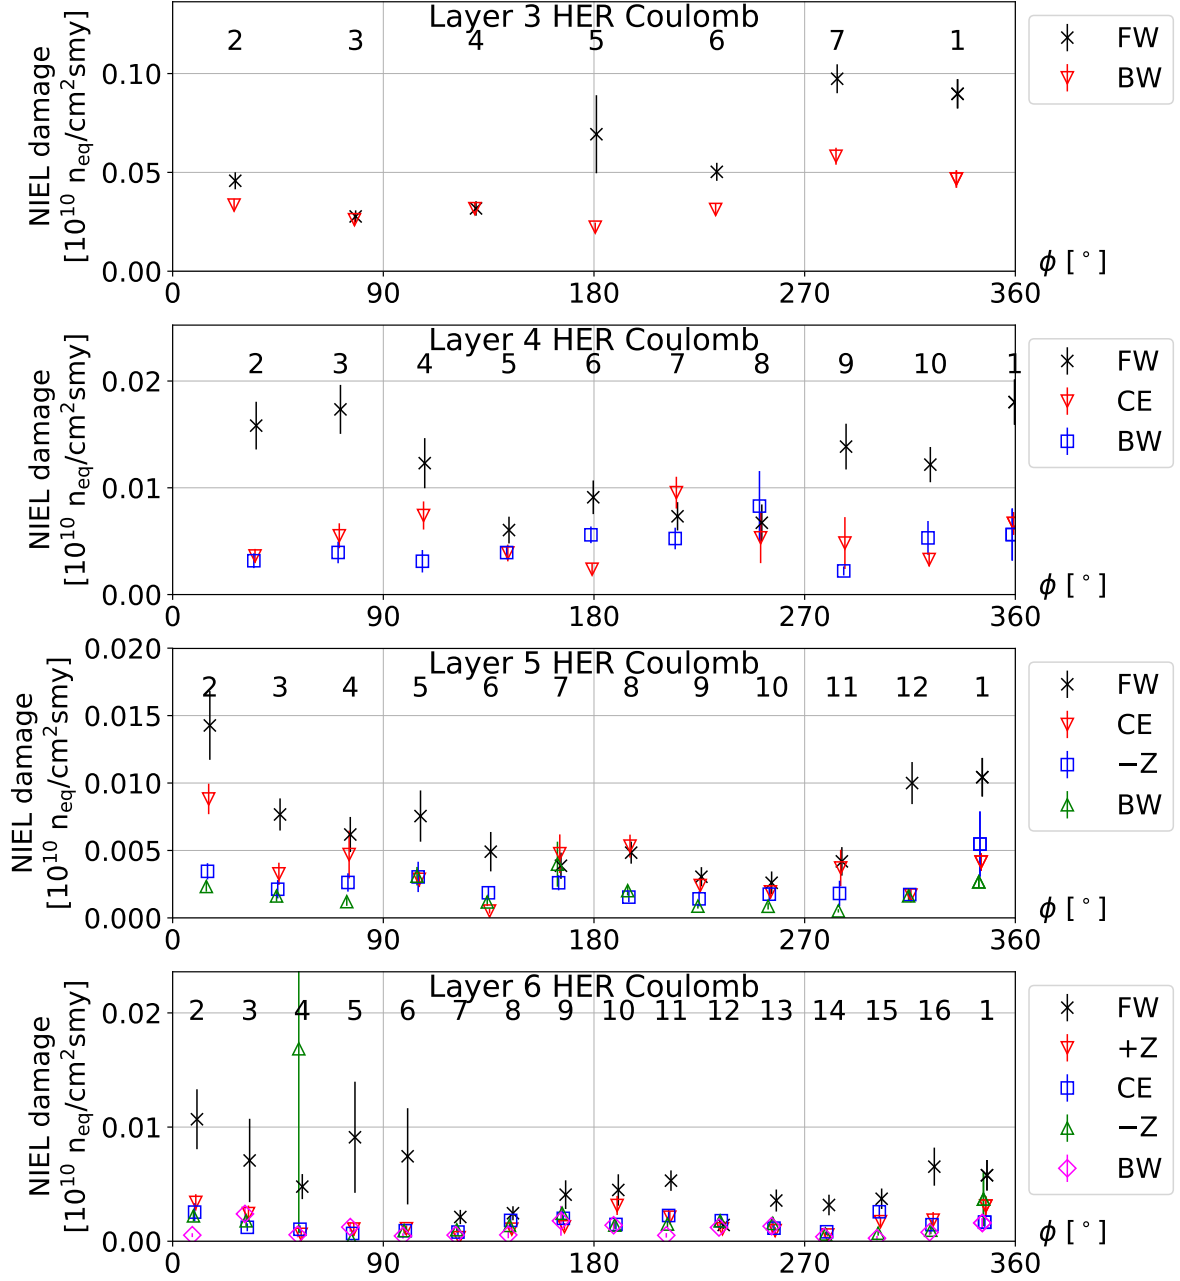 Layer 3 HER Coulomb
2 3 4 5 6 7 1
NIEL damage
[10¹⁰ n_eq/cm²smy]
0.10
0.05
0.00
0 90 180 270 360
ϕ [°]
FW
BW
Layer 4 HER Coulomb
2 3 4 5 6 7 8 9 10 1
NIEL damage
[10¹⁰ n_eq/cm²smy]
0.02
0.01
0.00
0 90 180 270 360
ϕ [°]
FW
CE
BW
Layer 5 HER Coulomb
2 3 4 5 6 7 8 9 10 11 12 1
NIEL damage
[10¹⁰ n_eq/cm²smy]
0.020
0.015
0.010
0.005
0.000
0 90 180 270 360
ϕ [°]
FW
CE
−Z
BW
Layer 6 HER Coulomb
2 3 4 5 6 7 8 9 10 11 12 13 14 15 16 1
NIEL damage
[10¹⁰ n_eq/cm²smy]
0.02
0.01
0.00
0 90 180 270 360
ϕ [°]
FW
+Z
CE
−Z
BW